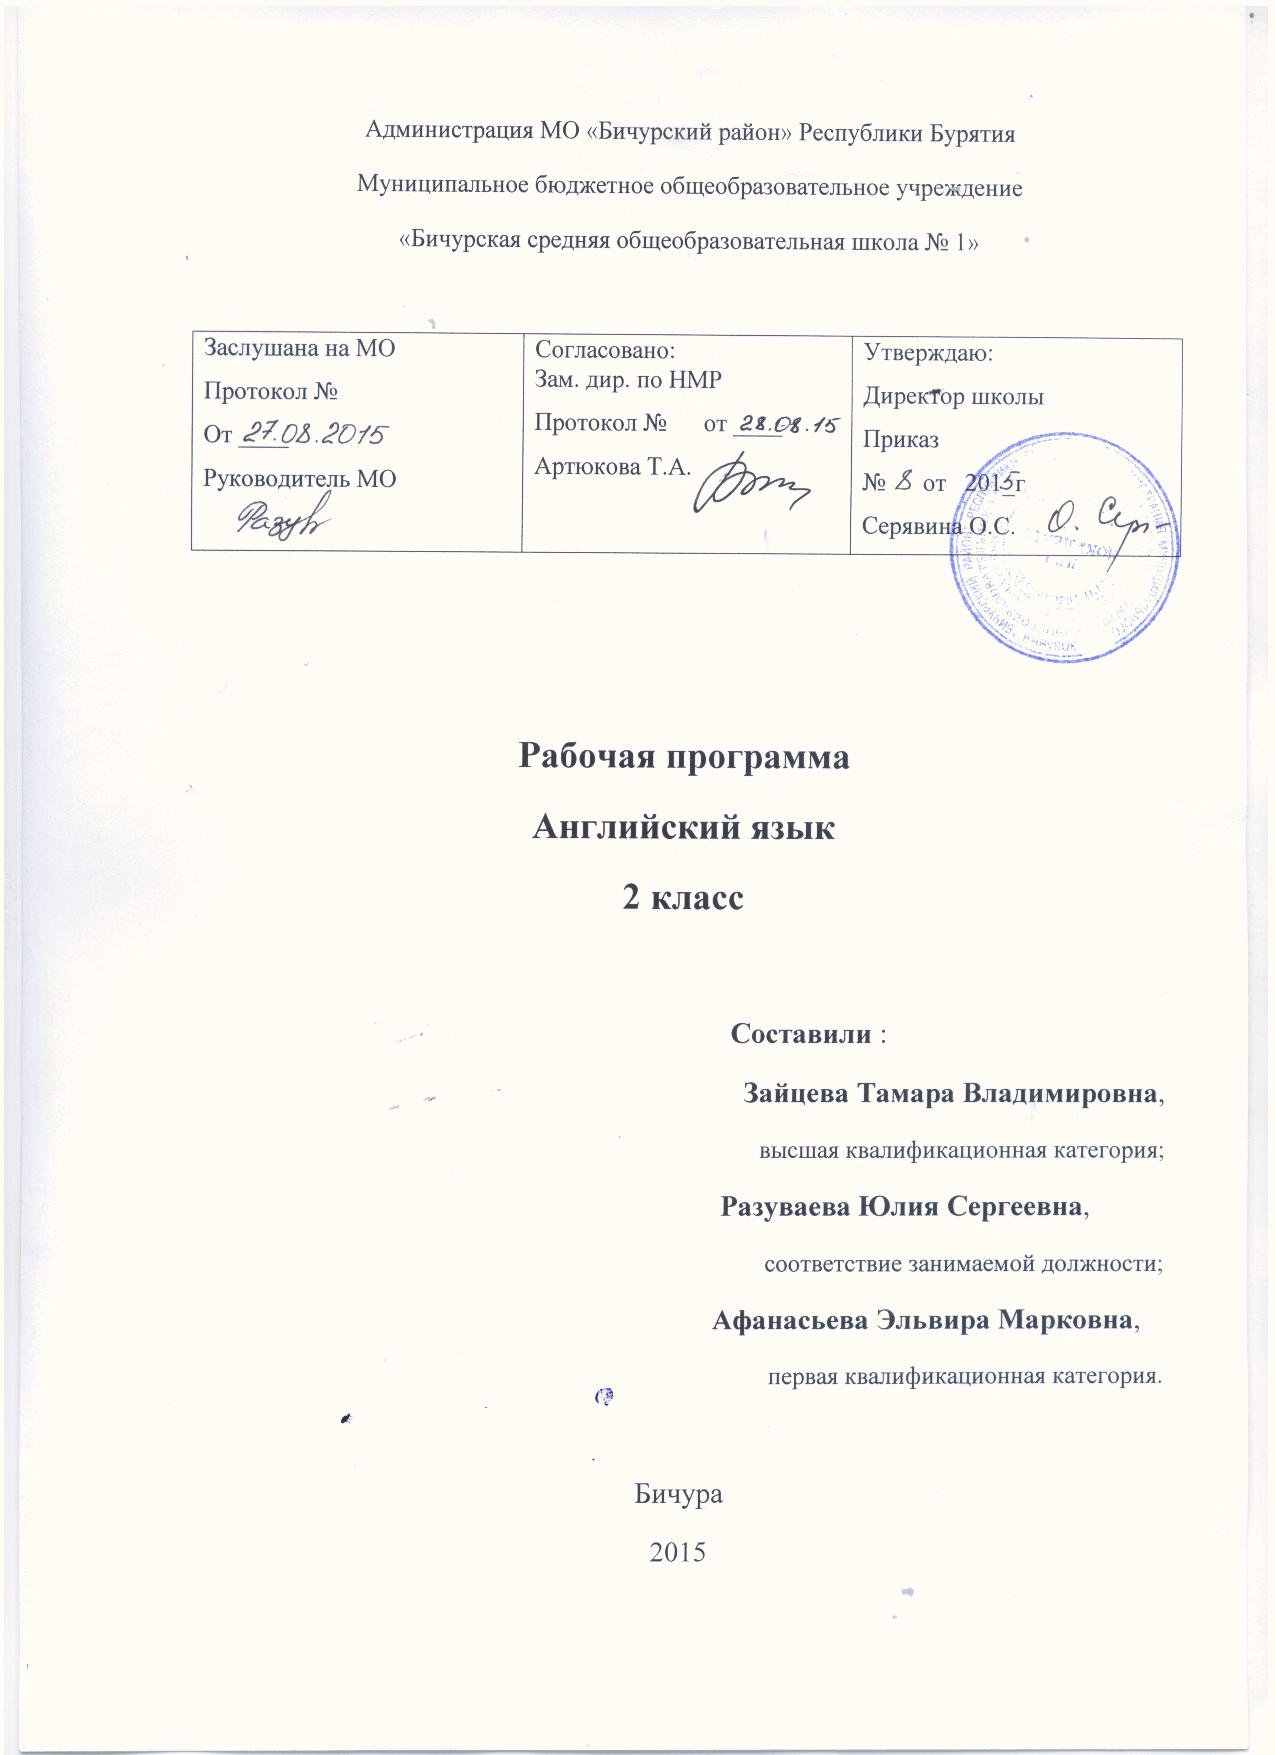 Администрация МО «Бичурский район» Республики Бурятия
Муниципальное бюджетное общеобразовательное учреждение
«Бичурская средняя общеобразовательная школа № 1»
Заслушана на МО
Протокол №
От 27.08.2015
Руководитель МО
Разув
Согласовано:
Зам. дир. по НМР
Протокол № от 28.08.15
Артюкова Т.А.
Утверждаю:
Директор школы
Приказ
№ 8 от 2015г
Серявина О.С.
Рабочая программа
Английский язык
2 класс
Составили :
Зайцева Тамара Владимировна,
высшая квалификационная категория;
Разуваева Юлия Сергеевна,
соответствие занимаемой должности;
Афанасьева Эльвира Марковна,
первая квалификационная категория.
Бичура
2015